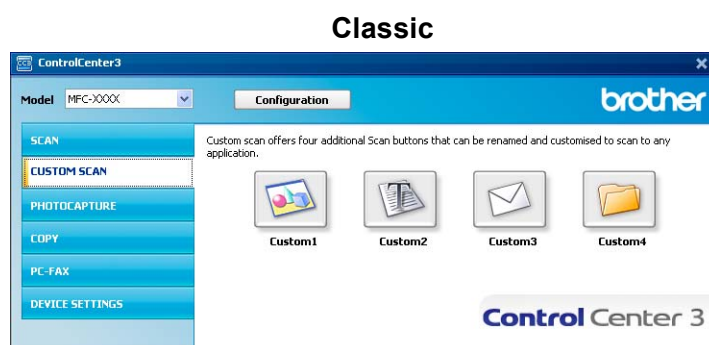 Classic
ControlCenter3
Model MFC-XXXX Configuration brother
SCAN
Custom scan offers four additional Scan buttons that can be renamed and customised to scan to any
application.
CUSTOM SCAN
PHOTOCAPTURE
COPY
Custom1 Custom2 Custom3 Custom4
PC-FAX
DEVICE SETTINGS
Control Center 3